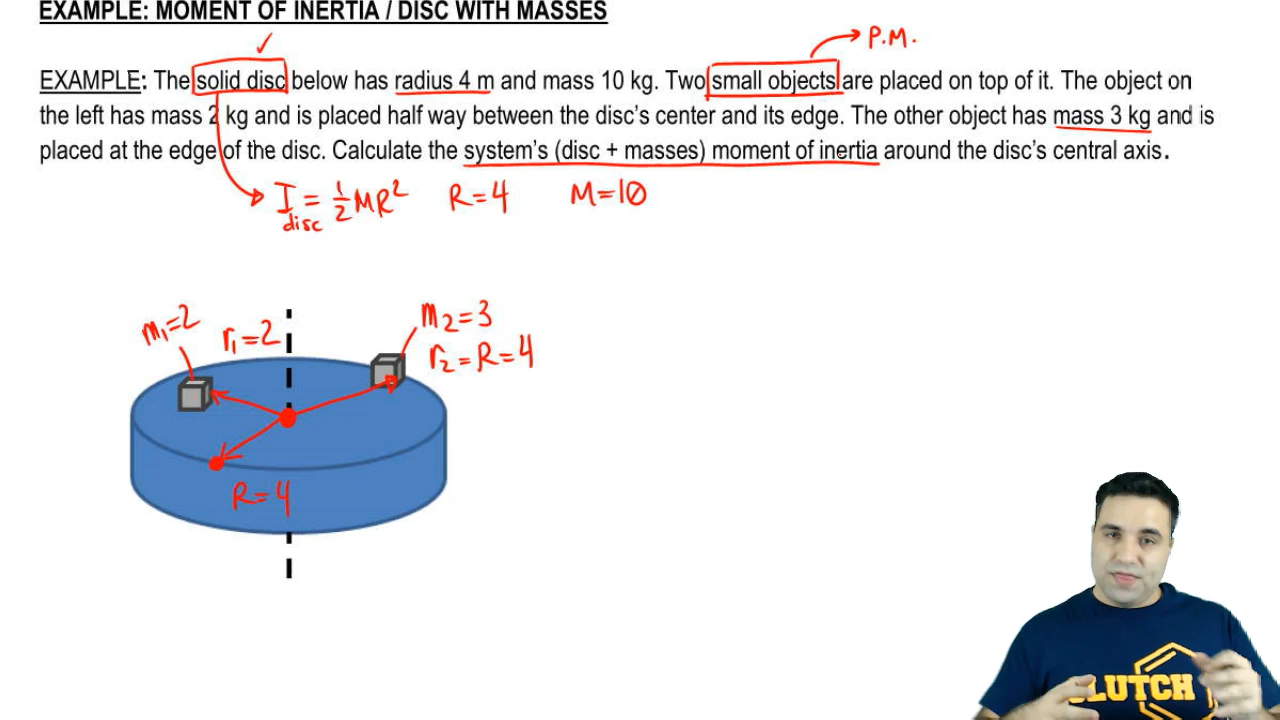 EXAMPLE: MOMENT OF INERTIA / DISC WITH MASSES
P.M.
EXAMPLE: The solid disc below has radius 4 m and mass 10 kg. Two small objects are placed on top of it. The object on
the left has mass 2 kg and is placed half way between the disc's center and its edge. The other object has mass 3 kg and is
placed at the edge of the disc. Calculate the system's (disc + masses) moment of inertia around the disc's central axis.
I disc = 1/2 MR² R=4 M=10
m₁=2 r₁=2 m₂=3
r₂=R=4
R=4
CLUTCH